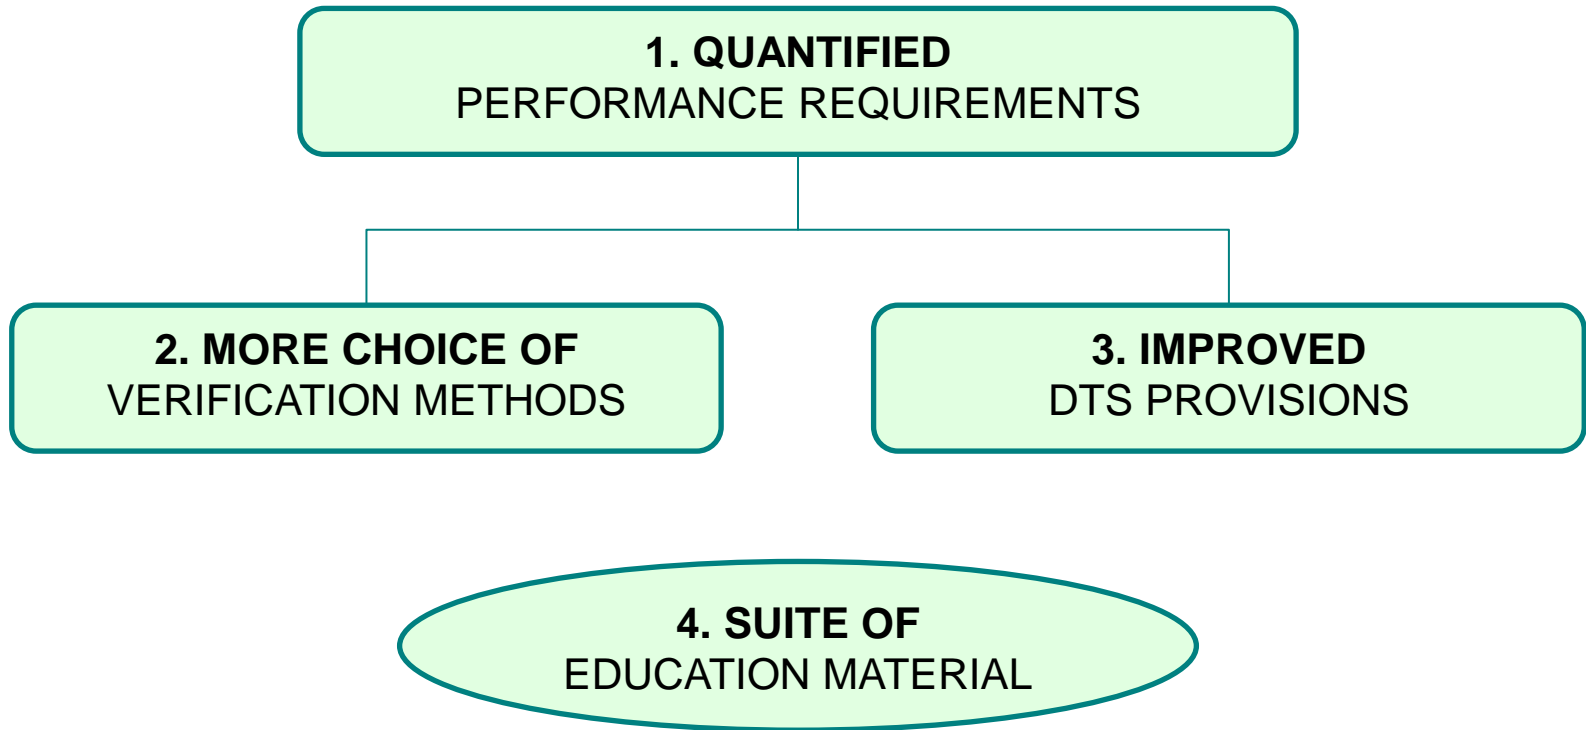 1. QUANTIFIED
PERFORMANCE REQUIREMENTS
2. MORE CHOICE OF
VERIFICATION METHODS
3. IMPROVED
DTS PROVISIONS
4. SUITE OF
EDUCATION MATERIAL